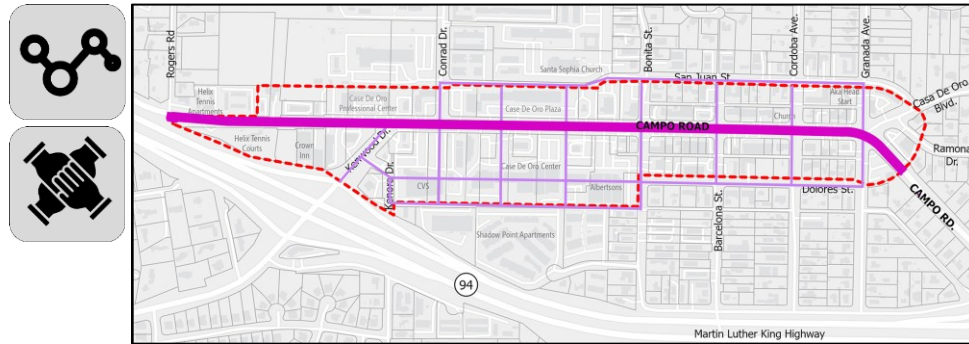 Rogers Rd
Conrad Dr.
Bonita St.
Cordoba Ave.
Granada Ave.
Santa Sophia Church
San Juan St.
Casa De Oro
Blvd.
Helix
Tennis
Apartments
Case De Oro
Professional Center
Case De Oro Plaza
Aka Head
Start
Church
CAMPO ROAD
Helix Tennis
Courts
Crown
Inn
Kenwood Dr.
Kenora Dr.
Case De Oro Center
Ramona
Dr.
CVS
Albertsons
Dolores St.
Barcelona St.
CAMPO RD.
Shadow Point Apartments
94
Martin Luther King Highway